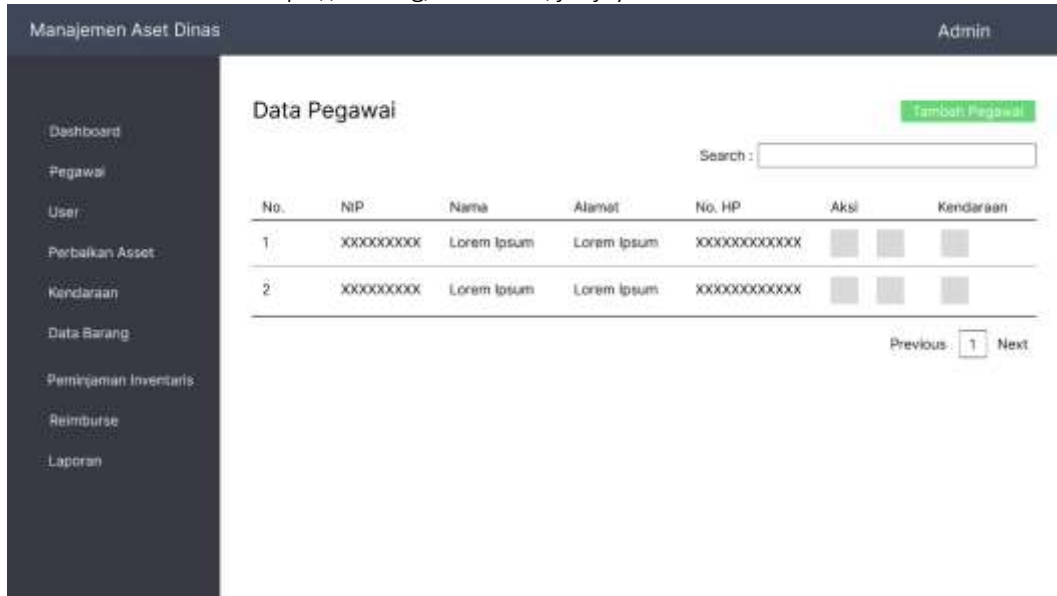 Manajemen Aset Dinas
Admin
Dashboard
Pegawai
User
Perbaikan Asset
Kendaraan
Data Barang
Peminjaman Inventaris
Reimburse
Laporan
Data Pegawai
Tambah Pegawai
Search :
No. NIP Nama Alamat No. HP Aksi Kendaraan
1 XXXXXXXXX Lorem Ipsum Lorem Ipsum XXXXXXXXXXXX
2 XXXXXXXXX Lorem Ipsum Lorem Ipsum XXXXXXXXXXXX
Previous 1 Next